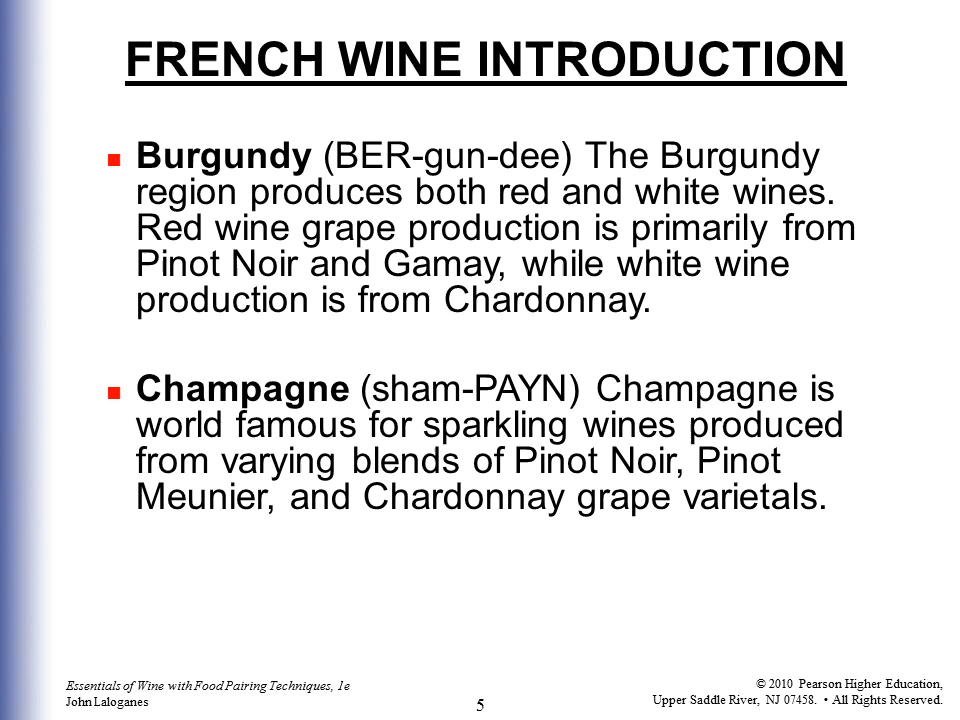 FRENCH WINE INTRODUCTION
Burgundy (BER-gun-dee) The Burgundy
region produces both red and white wines.
Red wine grape production is primarily from
Pinot Noir and Gamay, while white wine
production is from Chardonnay.
Champagne (sham-PAYN) Champagne is
world famous for sparkling wines produced
from varying blends of Pinot Noir, Pinot
Meunier, and Chardonnay grape varietals.
Essentials of Wine with Food Pairing Techniques, 1e
John Laloganes
5
© 2010 Pearson Higher Education,
Upper Saddle River, NJ 07458. • All Rights Reserved.